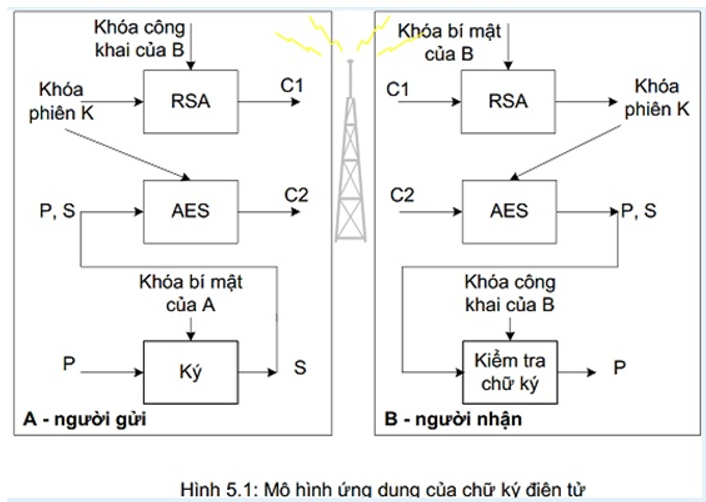 Khóa công
khai của B
Khóa
phiên K
RSA
C1
P, S
AES
C2
Khóa bí mật
của A
P
Ký
S
A - người gửi
Khóa bí mật
của B
C1
RSA
Khóa
phiên K
C2
AES
P, S
Khóa công
khai của B
Kiểm tra
chữ ký
P
B - người nhận
Hình 5.1: Mô hình ứng dụng của chữ ký điện tử